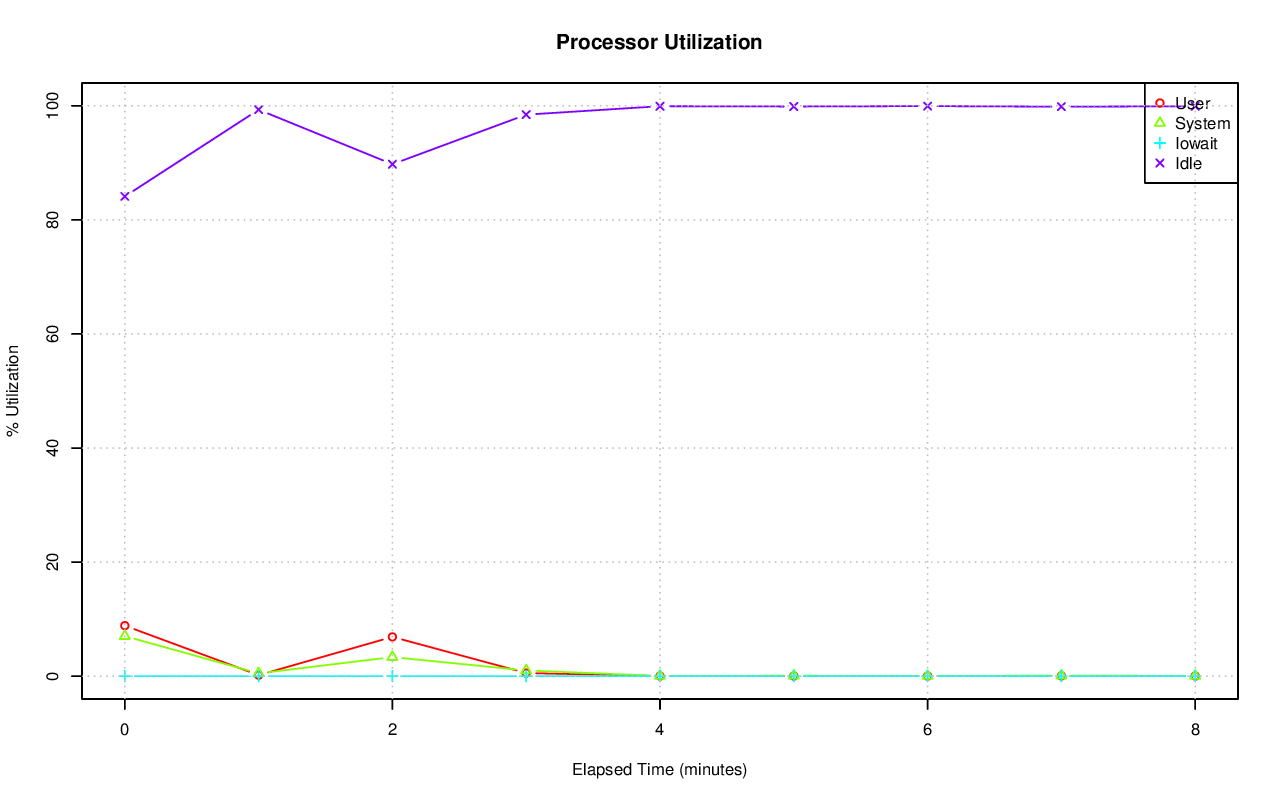 Processor Utilization
% Utilization
100
80
60
40
20
0
User
System
Iowait
Idle
0 2 4 6 8
Elapsed Time (minutes)